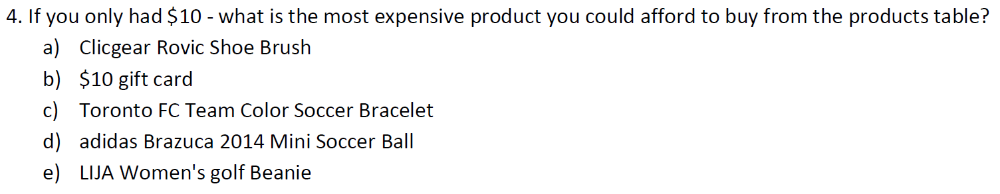 4. If you only had $10 - what is the most expensive product you could afford to buy from the products table?
a) Clicgear Rovic Shoe Brush
b) $10 gift card
c) Toronto FC Team Color Soccer Bracelet
d) adidas Brazuca 2014 Mini Soccer Ball
e) LIJA Women's golf Beanie